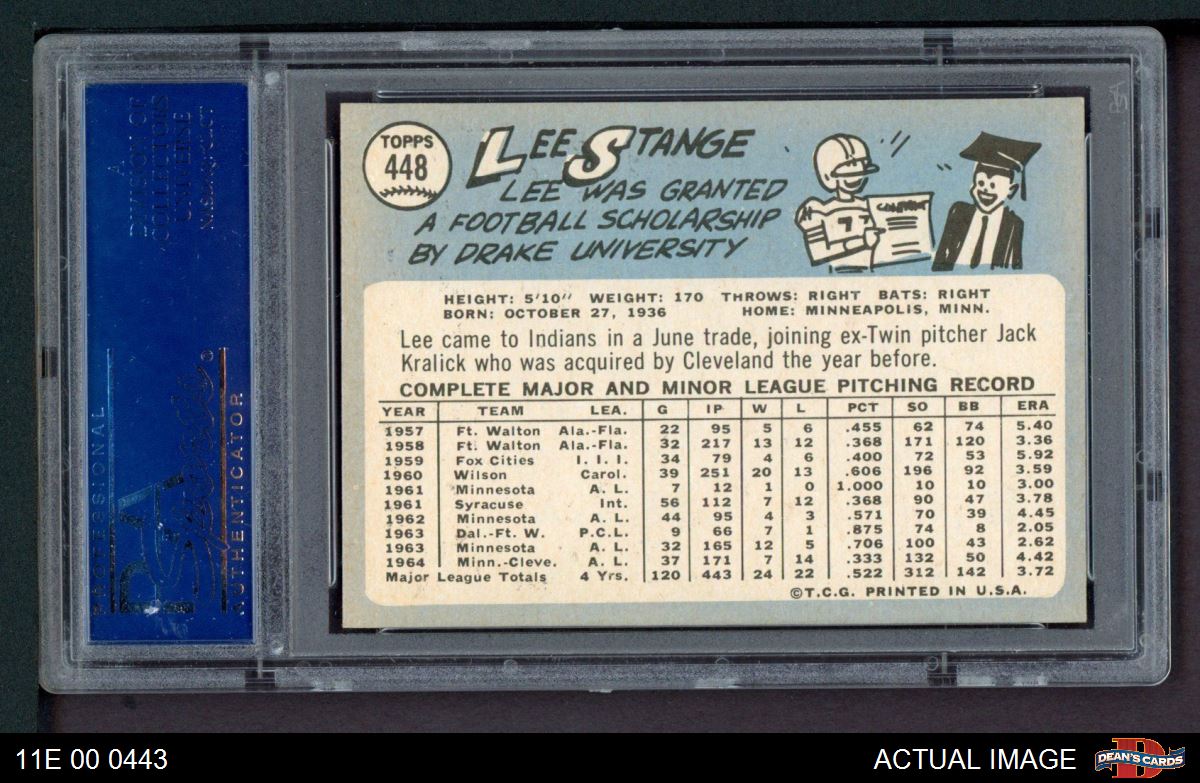 A
DIVISION OF
COLLECTORS
UNIVERSE
NASDAQ:CLCT
PROFESSIONAL
PSA
Service
AUTHENTICATOR
TOPPS
448
LEE STANGE
LEE WAS GRANTED
A FOOTBALL SCHOLARSHIP
BY DRAKE UNIVERSITY
7
CONTRACT
HEIGHT: 5'10" WEIGHT: 170 THROWS: RIGHT BATS: RIGHT
BORN: OCTOBER 27, 1936 HOME: MINNEAPOLIS, MINN.
Lee came to Indians in a June trade, joining ex-Twin pitcher Jack
Kralick who was acquired by Cleveland the year before.
COMPLETE MAJOR AND MINOR LEAGUE PITCHING RECORD
YEAR TEAM LEA. G IP W L PCT SO BB ERA
1957 Ft. Walton Ala.-Fla. 22 95 5 6 .455 62 74 5.40
1958 Ft. Walton Ala.-Fla. 32 217 13 12 .368 171 120 3.36
1959 Fox Cities I. I. I. 34 79 4 6 .400 72 53 5.92
1960 Wilson Carol. 39 251 20 13 .606 196 92 3.59
1961 Minnesota A. L. 7 12 1 0 1.000 10 10 3.00
1961 Syracuse Int. 56 112 7 12 .368 90 47 3.78
1962 Minnesota A. L. 44 95 4 3 .571 70 39 4.45
1963 Dal.-Ft. W. P.C.L. 9 66 7 1 .875 74 8 2.05
1963 Minnesota A. L. 32 165 12 5 .706 100 43 2.62
1964 Minn.-Cleve. A. L. 37 171 7 14 .333 132 50 4.42
Major League Totals 4 Yrs. 120 443 24 22 .522 312 142 3.72
©T.C.G. PRINTED IN U.S.A.
11E 00 0443
ACTUAL IMAGE
DEAN'S CARDS